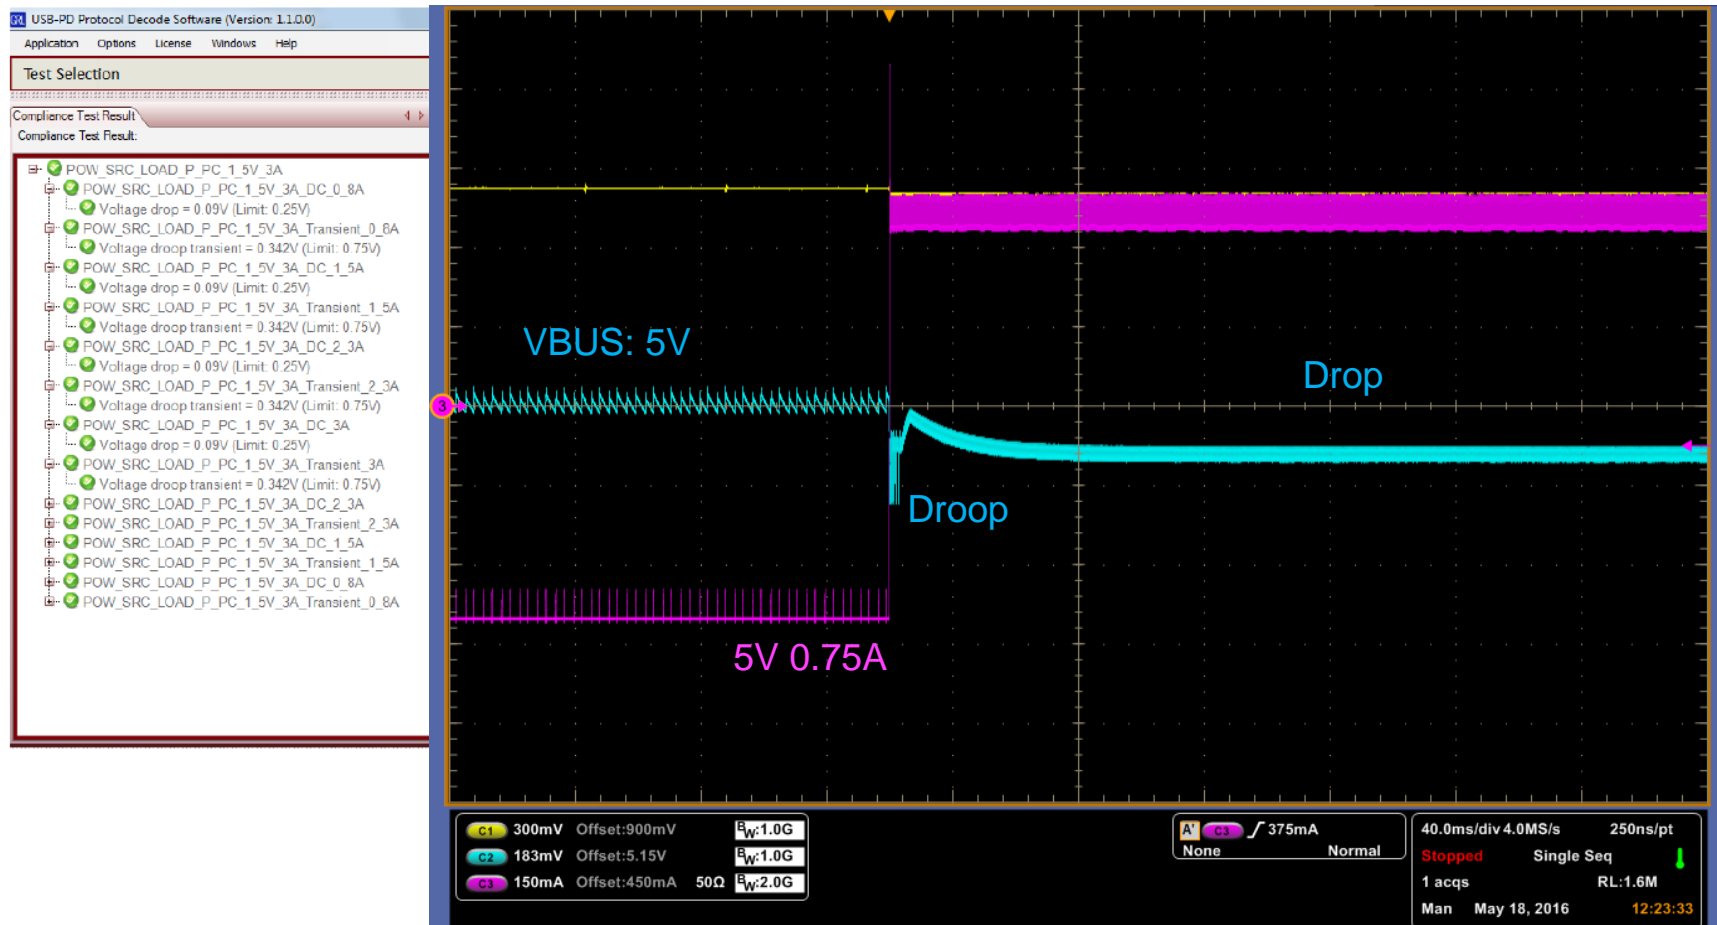 GRL USB-PD Protocol Decode Software (Version: 1.1.0.0)
Application Options License Windows Help
Test Selection
Compliance Test Result
Compliance Test Result:
POW_SRC_LOAD_P_PC_1_5V_3A
POW_SRC_LOAD_P_PC_1_5V_3A_DC_0_8A
Voltage drop = 0.09V (Limit: 0.25V)
POW_SRC_LOAD_P_PC_1_5V_3A_Transient_0_8A
Voltage droop transient = 0.342V (Limit: 0.75V)
POW_SRC_LOAD_P_PC_1_5V_3A_DC_1_5A
Voltage drop = 0.09V (Limit: 0.25V)
POW_SRC_LOAD_P_PC_1_5V_3A_Transient_1_5A
Voltage droop transient = 0.342V (Limit: 0.75V)
POW_SRC_LOAD_P_PC_1_5V_3A_DC_2_3A
Voltage drop = 0.09V (Limit: 0.25V)
POW_SRC_LOAD_P_PC_1_5V_3A_Transient_2_3A
Voltage droop transient = 0.342V (Limit: 0.75V)
POW_SRC_LOAD_P_PC_1_5V_3A_DC_3A
Voltage drop = 0.09V (Limit: 0.25V)
POW_SRC_LOAD_P_PC_1_5V_3A_Transient_3A
Voltage droop transient = 0.342V (Limit: 0.75V)
POW_SRC_LOAD_P_PC_1_5V_3A_DC_2_3A
POW_SRC_LOAD_P_PC_1_5V_3A_Transient_2_3A
POW_SRC_LOAD_P_PC_1_5V_3A_DC_1_5A
POW_SRC_LOAD_P_PC_1_5V_3A_Transient_1_5A
POW_SRC_LOAD_P_PC_1_5V_3A_DC_0_8A
POW_SRC_LOAD_P_PC_1_5V_3A_Transient_0_8A
VBUS: 5V
Drop
3
Droop
5V 0.75A
C1 300mV Offset:900mV BW:1.0G
C2 183mV Offset:5.15V BW:1.0G
C3 150mA Offset:450mA 50Ω BW:2.0G
A' C3 375mA
None Normal
40.0ms/div 4.0MS/s 250ns/pt
Stopped Single Seq
1 acqs RL:1.6M
Man May 18, 2016 12:23:33